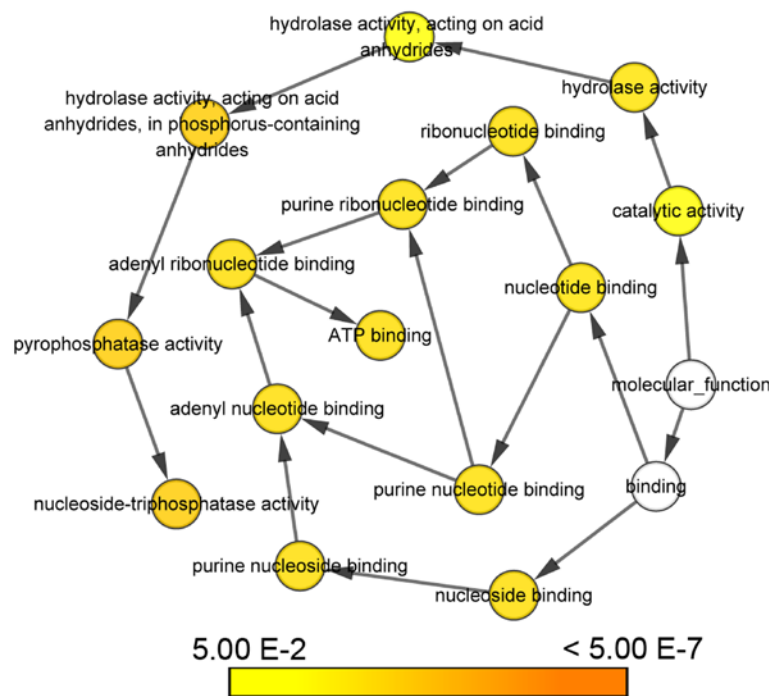 hydrolase activity, acting on acid
anhydrides
hydrolase activity
hydrolase activity, acting on acid
anhydrides, in phosphorus-containing
anhydrides
ribonucleotide binding
purine ribonucleotide binding
catalytic activity
adenyl ribonucleotide binding
nucleotide binding
ATP binding
pyrophosphatase activity
molecular_function
adenyl nucleotide binding
purine nucleotide binding
binding
nucleoside-triphosphatase activity
purine nucleoside binding
nucleoside binding
5.00 E-2
< 5.00 E-7